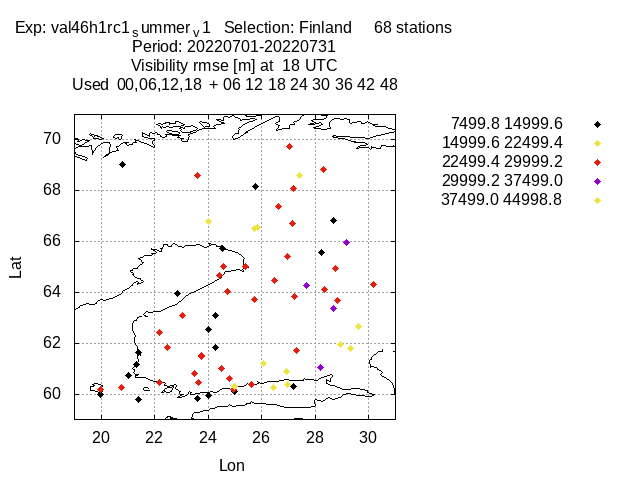 Exp: val46h1rc1summerv1 Selection: Finland 68 stations
Period: 20220701-20220731
Visibility rmse [m] at 18 UTC
Used 00,06,12,18 + 06 12 18 24 30 36 42 48
7499.8 14999.6
14999.6 22499.4
22499.4 29999.2
29999.2 37499.0
37499.0 44998.8
70
68
66
64
62
60
Lat
20 22 24 26 28 30
Lon